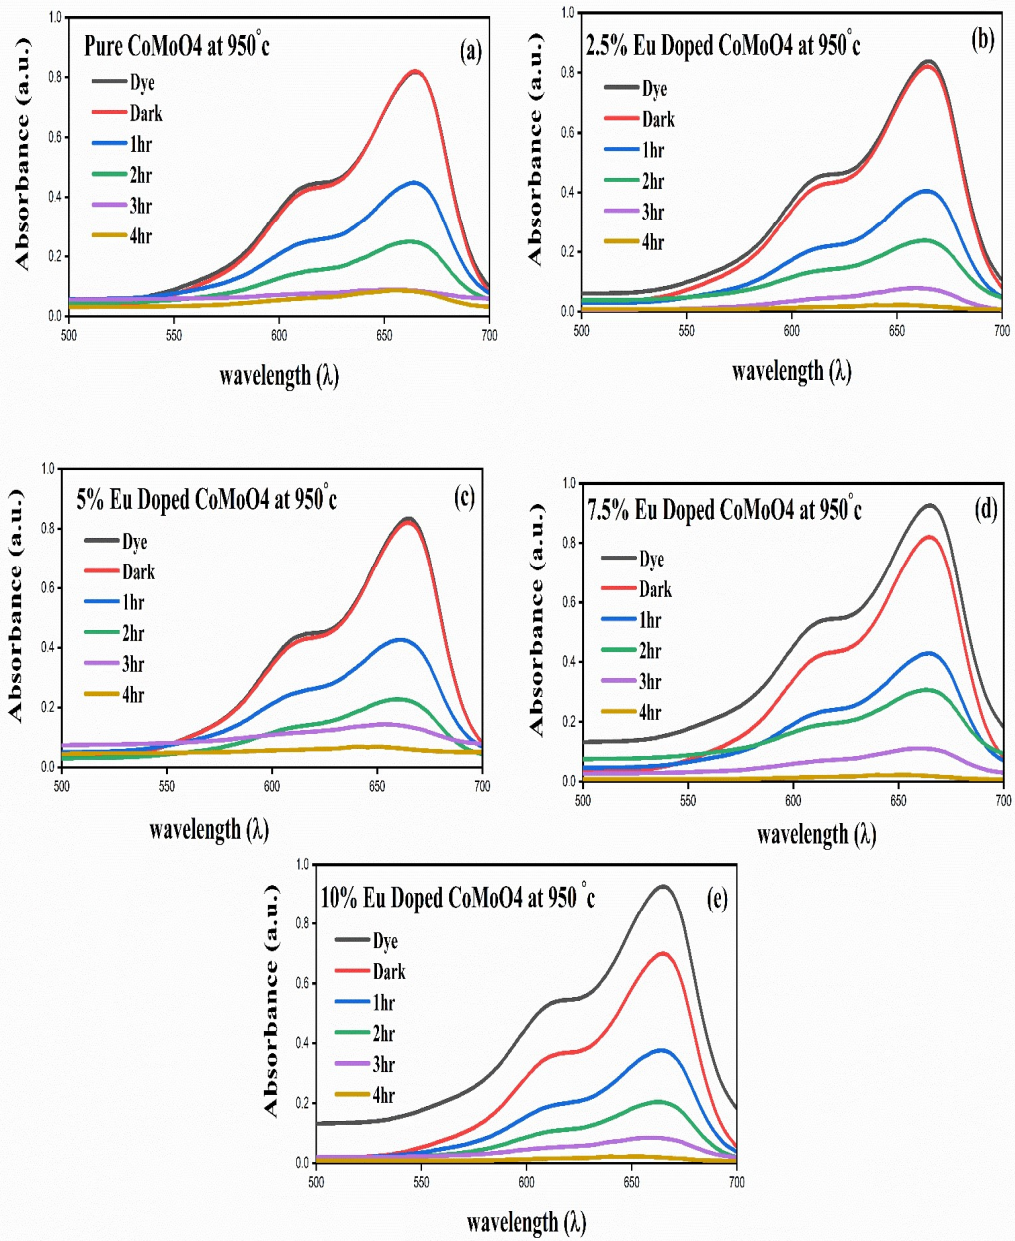 Pure CoMoO4 at 950°c
(a)
Absorbance (a.u.)
1.0
0.8
0.6
0.4
0.2
0.0
Dye
Dark
1hr
2hr
3hr
4hr
500
550
600
650
700
wavelength (λ)
2.5% Eu Doped CoMoO4 at 950°c
(b)
Absorbance (a.u.)
1.0
0.8
0.6
0.4
0.2
0.0
Dye
Dark
1hr
2hr
3hr
4hr
500
550
600
650
700
wavelength (λ)
5% Eu Doped CoMoO4 at 950°c
(c)
Absorbance (a.u.)
1.0
0.8
0.6
0.4
0.2
0.0
Dye
Dark
1hr
2hr
3hr
4hr
500
550
600
650
700
wavelength (λ)
7.5% Eu Doped CoMoO4 at 950°c
(d)
Absorbance (a.u.)
1.0
0.8
0.6
0.4
0.2
0.0
Dye
Dark
1hr
2hr
3hr
4hr
500
550
600
650
700
wavelength (λ)
10% Eu Doped CoMoO4 at 950°c
(e)
Absorbance (a.u.)
1.0
0.8
0.6
0.4
0.2
0.0
Dye
Dark
1hr
2hr
3hr
4hr
500
550
600
650
700
wavelength (λ)